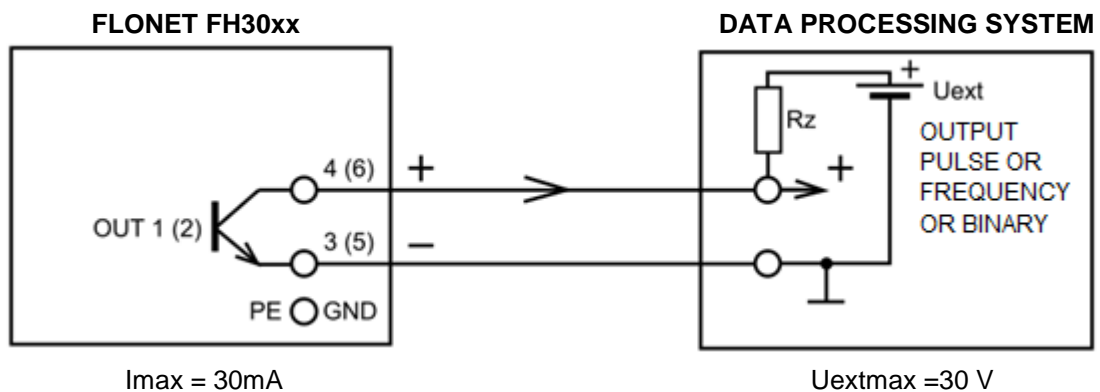 FLONET FH30xx
DATA PROCESSING SYSTEM
+
Uext
Rz
OUTPUT
PULSE OR
FREQUENCY
OR BINARY
4 (6)
+
+
OUT 1 (2)
3 (5)
−
PE GND
Imax = 30mA
Uextmax =30 V